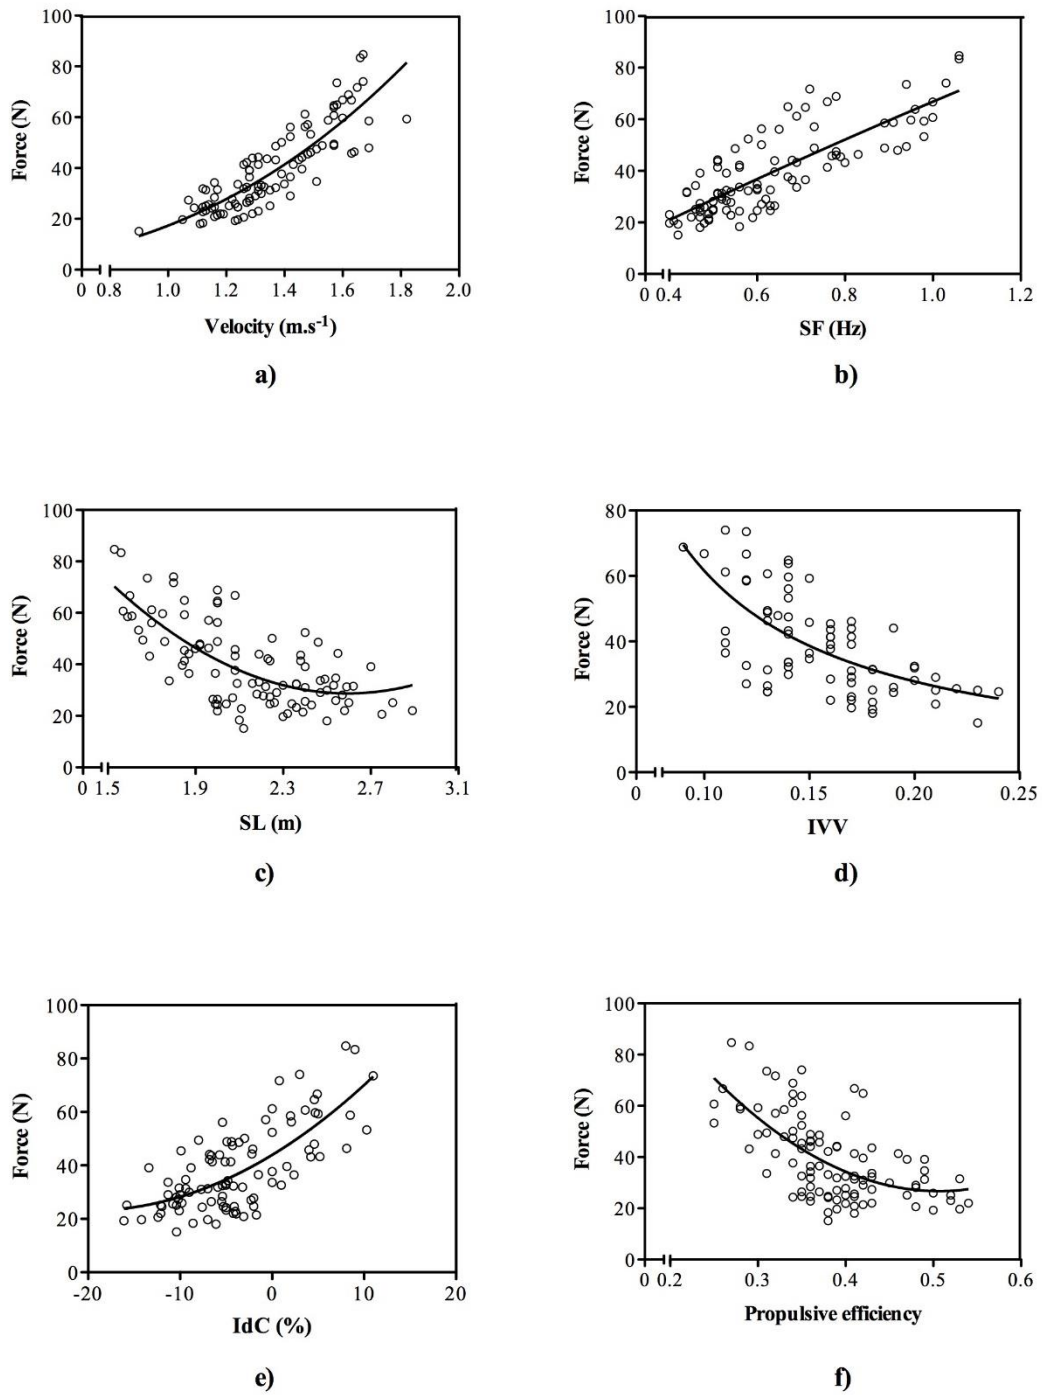 100
80
60
40
20
0
Force (N)
0 0.8 1.0 1.2 1.4 1.6 1.8 2.0
Velocity (m.s⁻¹)
a)
100
80
60
40
20
0
Force (N)
0 0.4 0.6 0.8 1.0 1.2
SF (Hz)
b)
100
80
60
40
20
0
Force (N)
0 1.5 1.9 2.3 2.7 3.1
SL (m)
c)
80
60
40
20
0
Force (N)
0 0.10 0.15 0.20 0.25
IVV
d)
100
80
60
40
20
0
Force (N)
-20 -10 0 10 20
IdC (%)
e)
100
80
60
40
20
0
Force (N)
0 0.2 0.3 0.4 0.5 0.6
Propulsive efficiency
f)